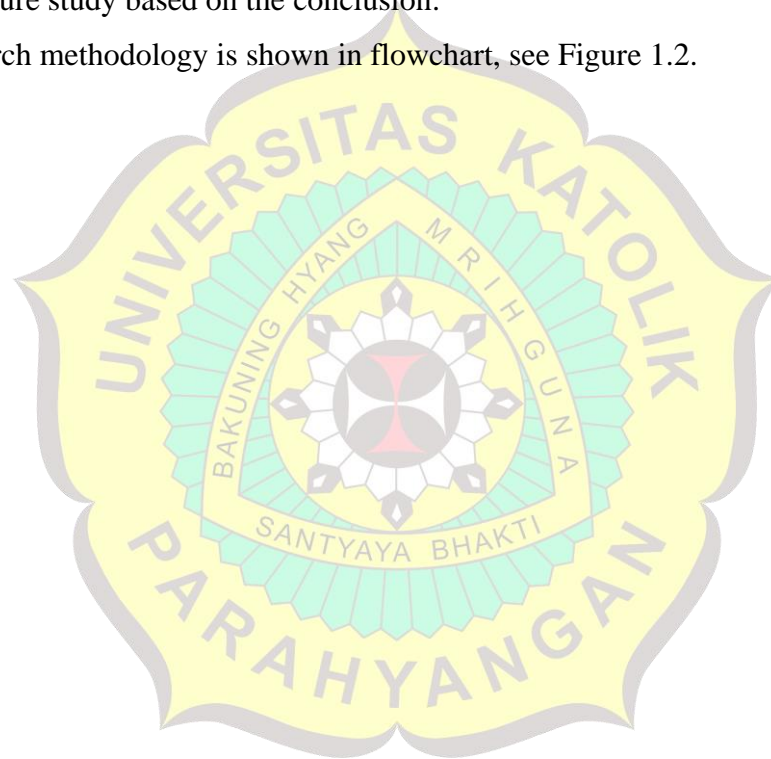 ure study based on the conclusion.
rch methodology is shown in flowchart, see Figure 1.2.
UNIVERSITAS KATOLIK
PARAHYANGAN
BAKUNING HYANG MRIHGUNA
SANTYAYA BHAKTI